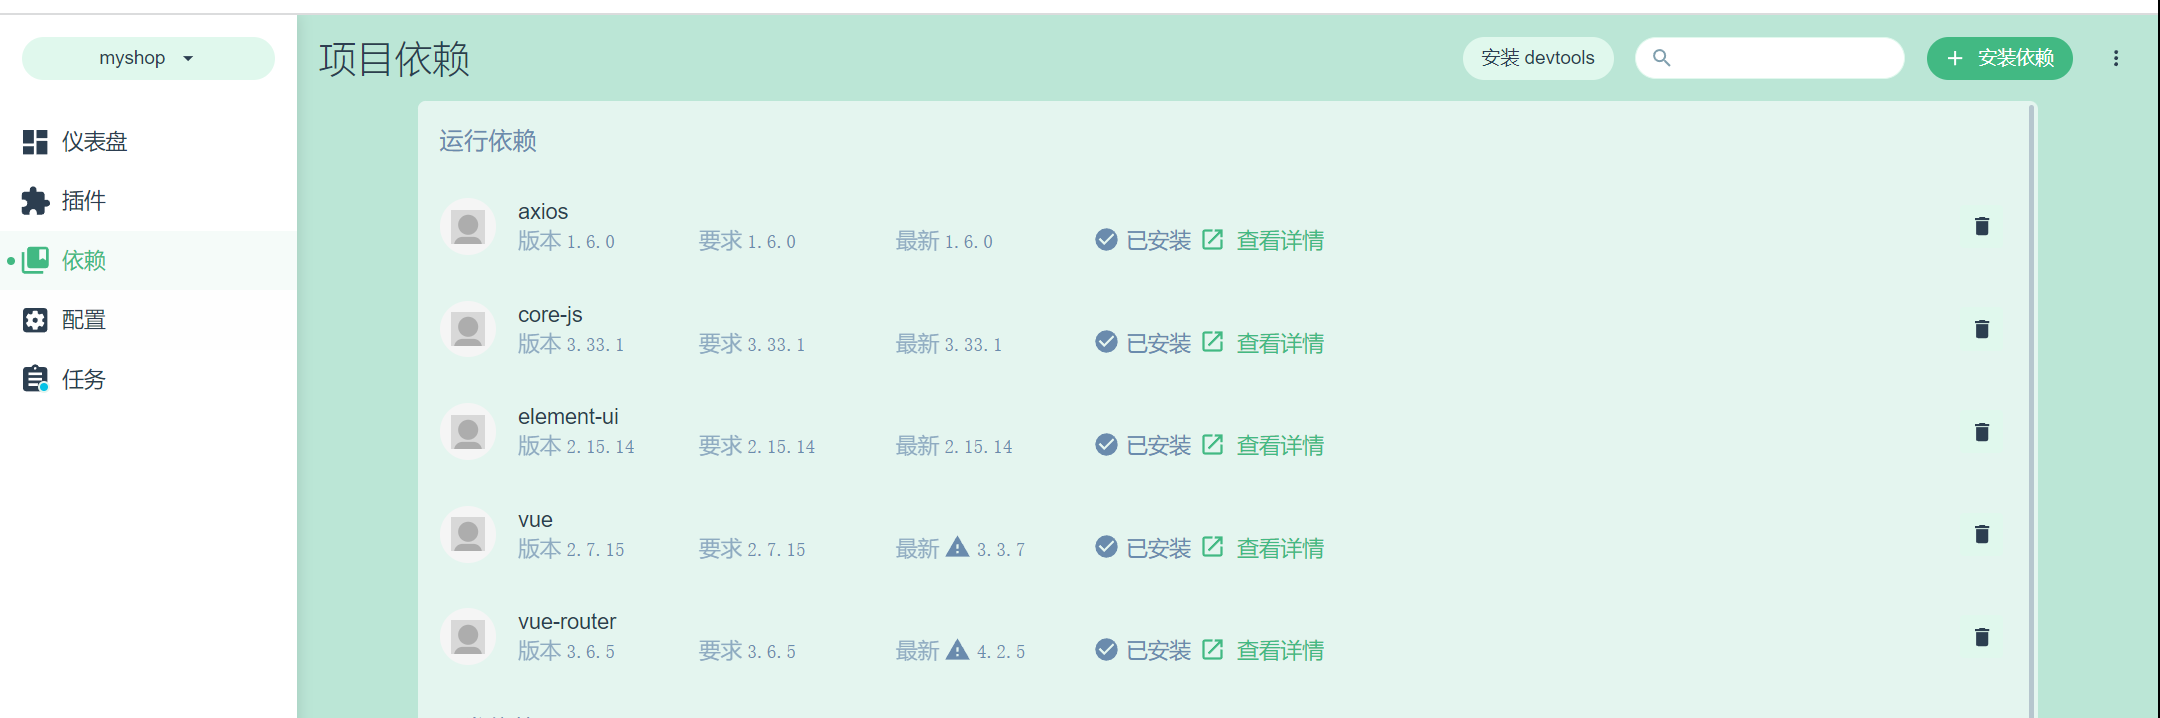 myshop
仪表盘
插件
依赖
配置
任务
项目依赖
安装 devtools
安装依赖
运行依赖
axios
版本 1.6.0 要求 1.6.0 最新 1.6.0 已安装 查看详情
core-js
版本 3.33.1 要求 3.33.1 最新 3.33.1 已安装 查看详情
element-ui
版本 2.15.14 要求 2.15.14 最新 2.15.14 已安装 查看详情
vue
版本 2.7.15 要求 2.7.15 最新 3.3.7 已安装 查看详情
vue-router
版本 3.6.5 要求 3.6.5 最新 4.2.5 已安装 查看详情